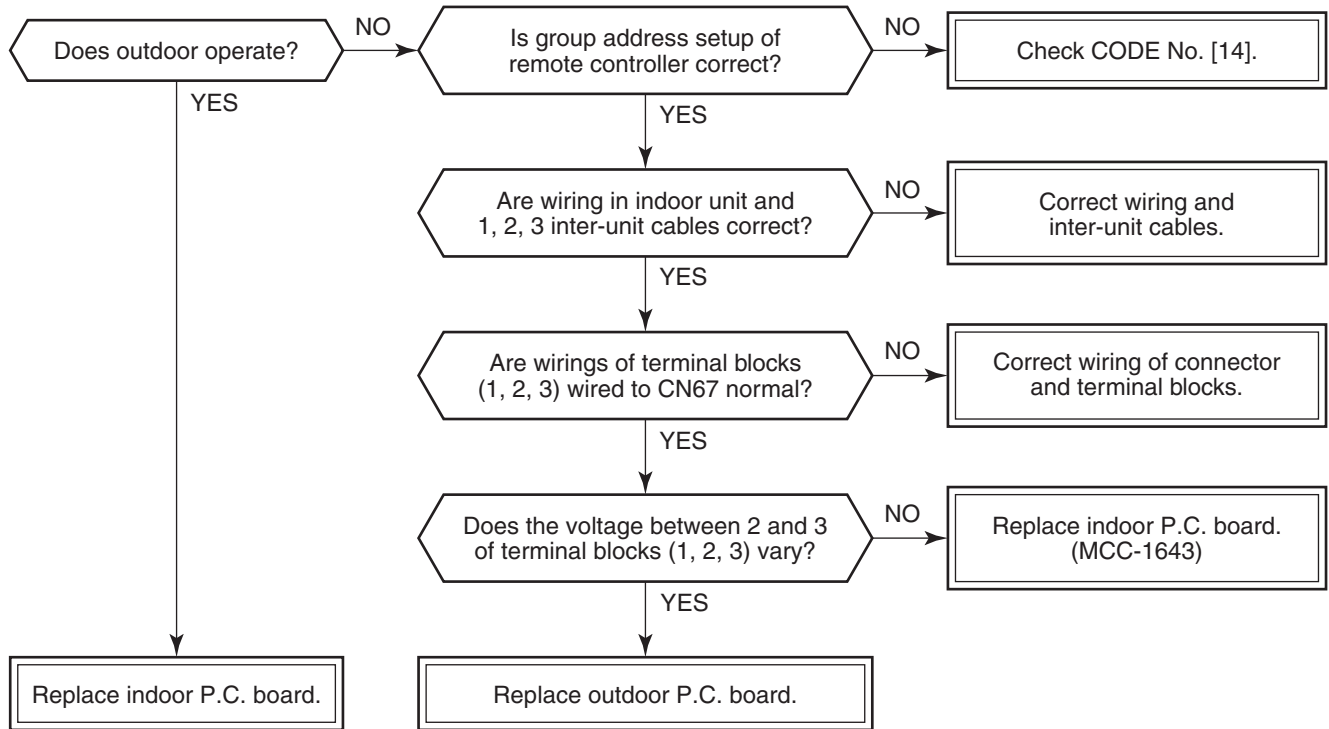 Does outdoor operate?
NO
Is group address setup of
remote controller correct?
NO
Check CODE No. [14].
YES
YES
Are wiring in indoor unit and
1, 2, 3 inter-unit cables correct?
NO
Correct wiring and
inter-unit cables.
YES
Are wirings of terminal blocks
(1, 2, 3) wired to CN67 normal?
NO
Correct wiring of connector
and terminal blocks.
YES
Does the voltage between 2 and 3
of terminal blocks (1, 2, 3) vary?
NO
Replace indoor P.C. board.
(MCC-1643)
YES
Replace indoor P.C. board.
Replace outdoor P.C. board.